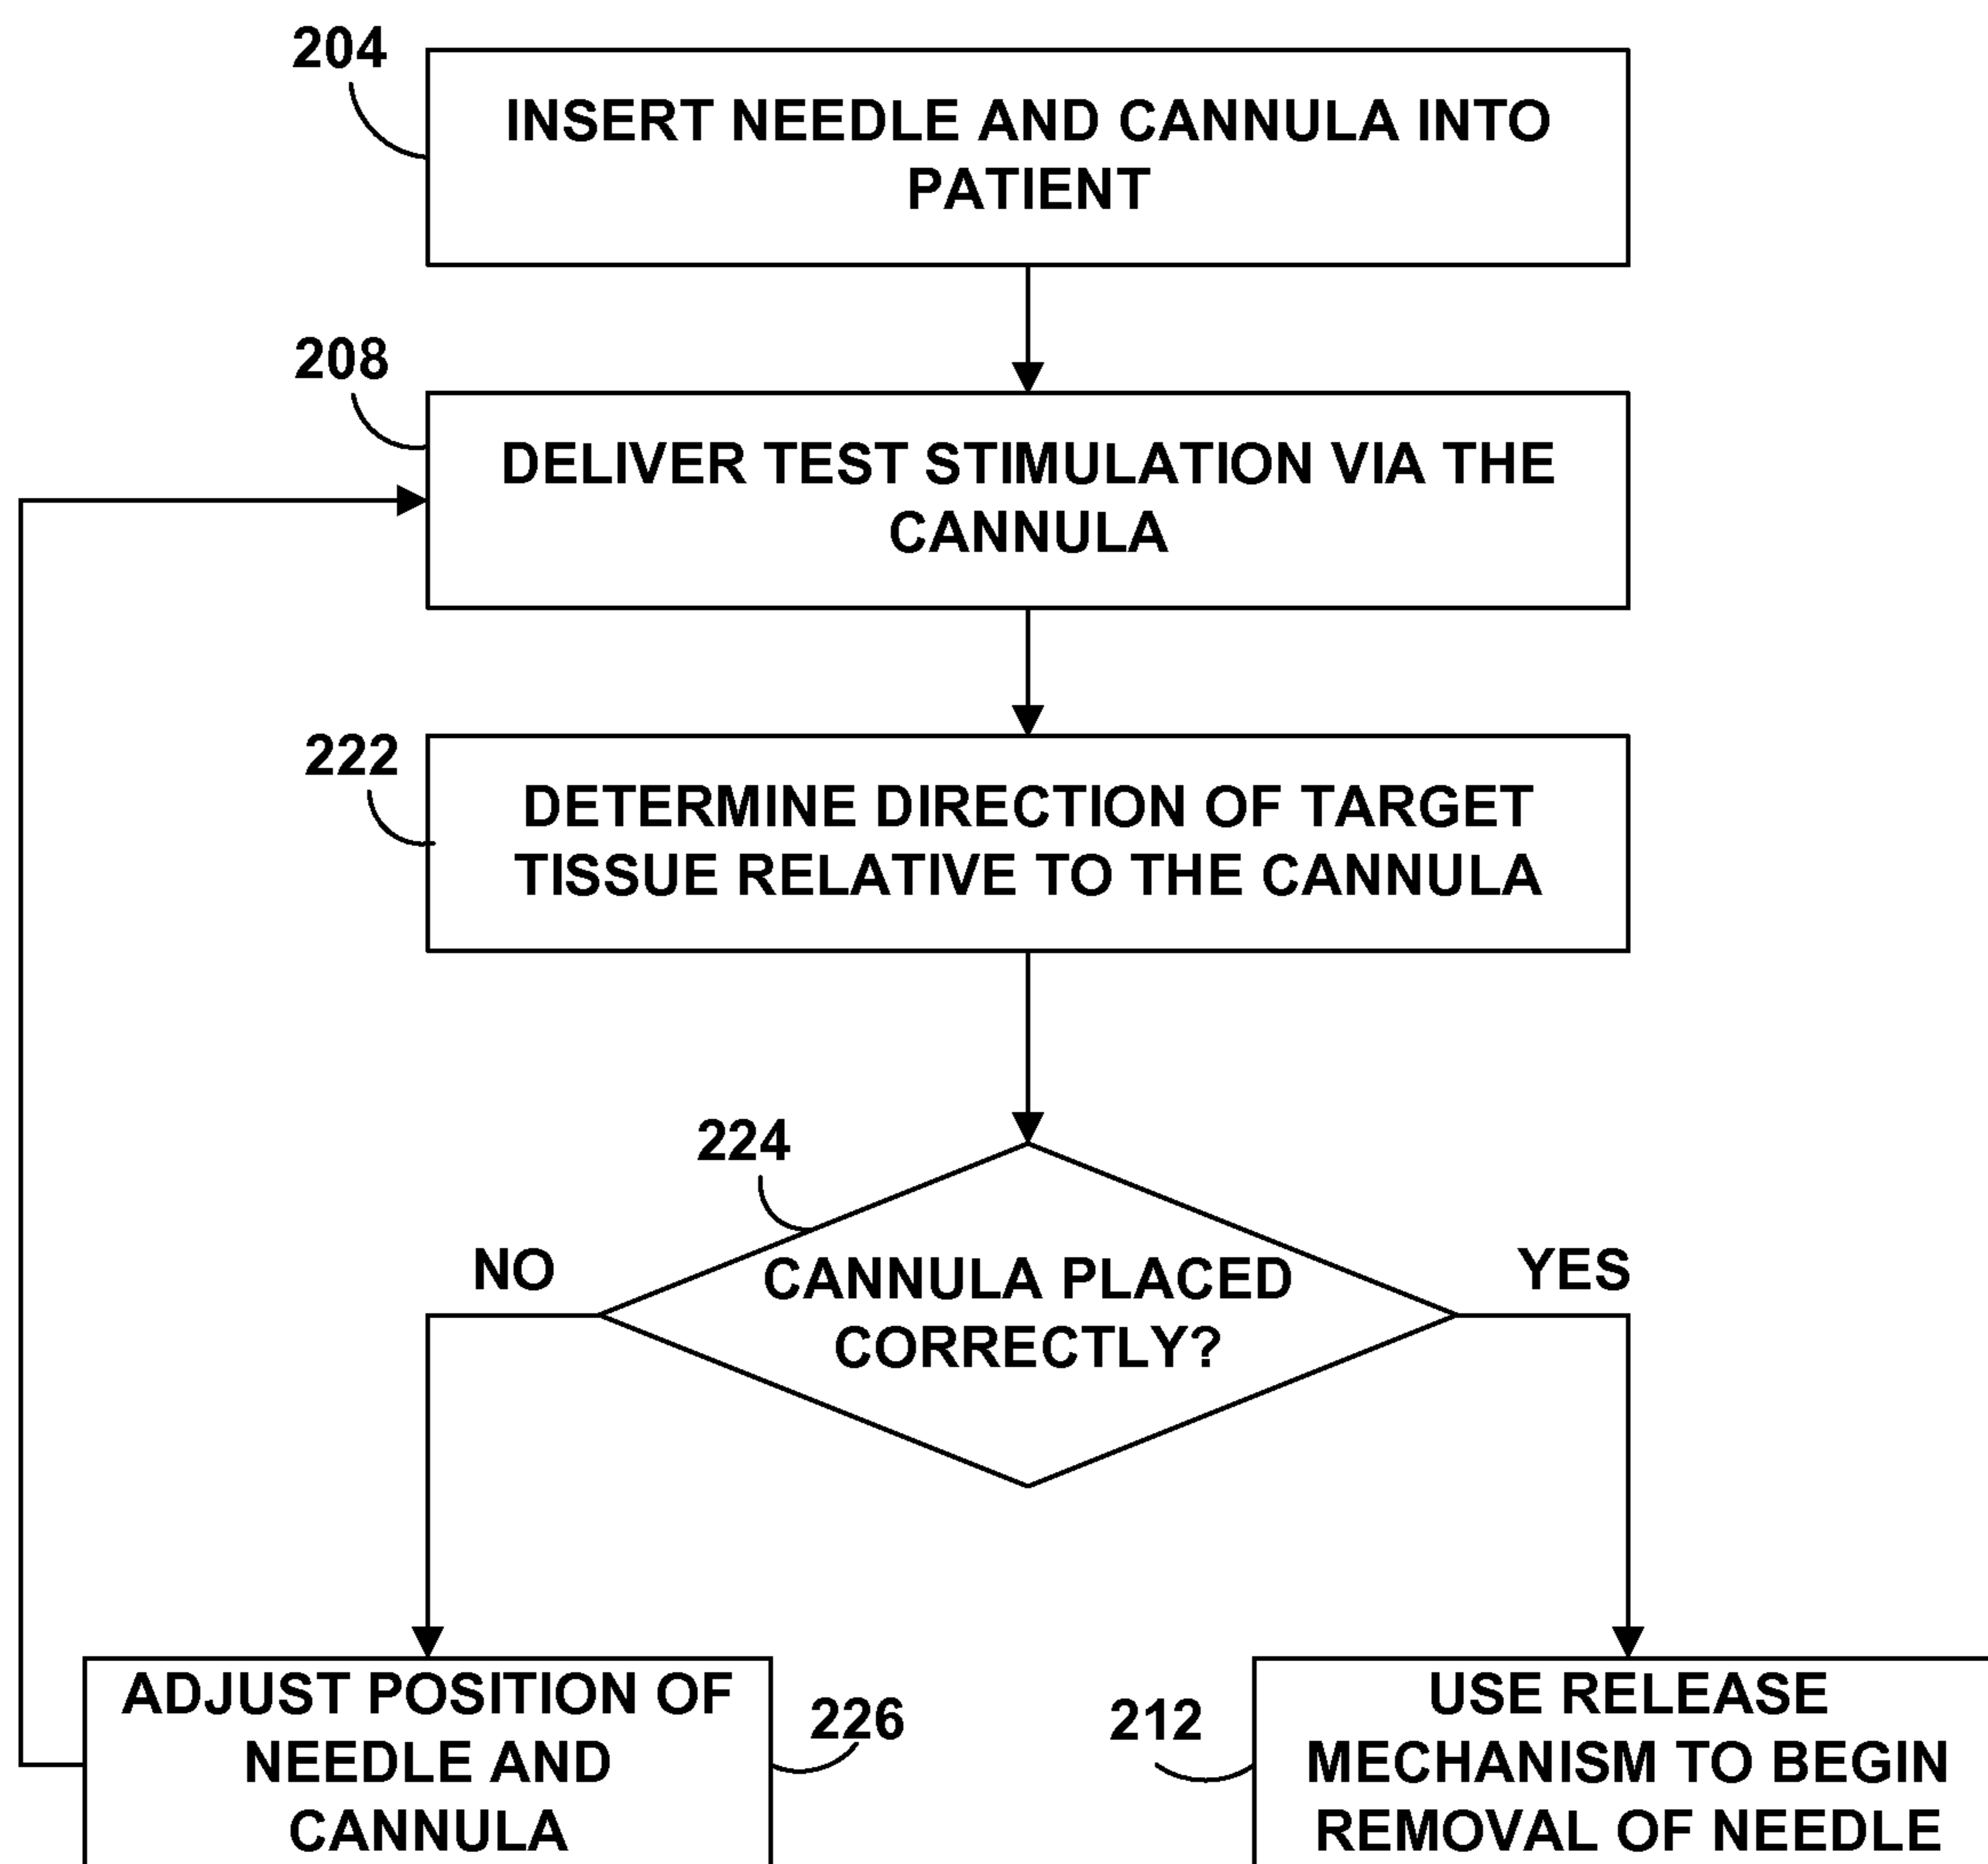 204
INSERT NEEDLE AND CANNULA INTO
PATIENT
208
DELIVER TEST STIMULATION VIA THE
CANNULA
222
DETERMINE DIRECTION OF TARGET
TISSUE RELATIVE TO THE CANNULA
224
CANNULA PLACED
CORRECTLY?
NO
YES
ADJUST POSITION OF
NEEDLE AND
CANNULA
226
212
USE RELEASE
MECHANISM TO BEGIN
REMOVAL OF NEEDLE